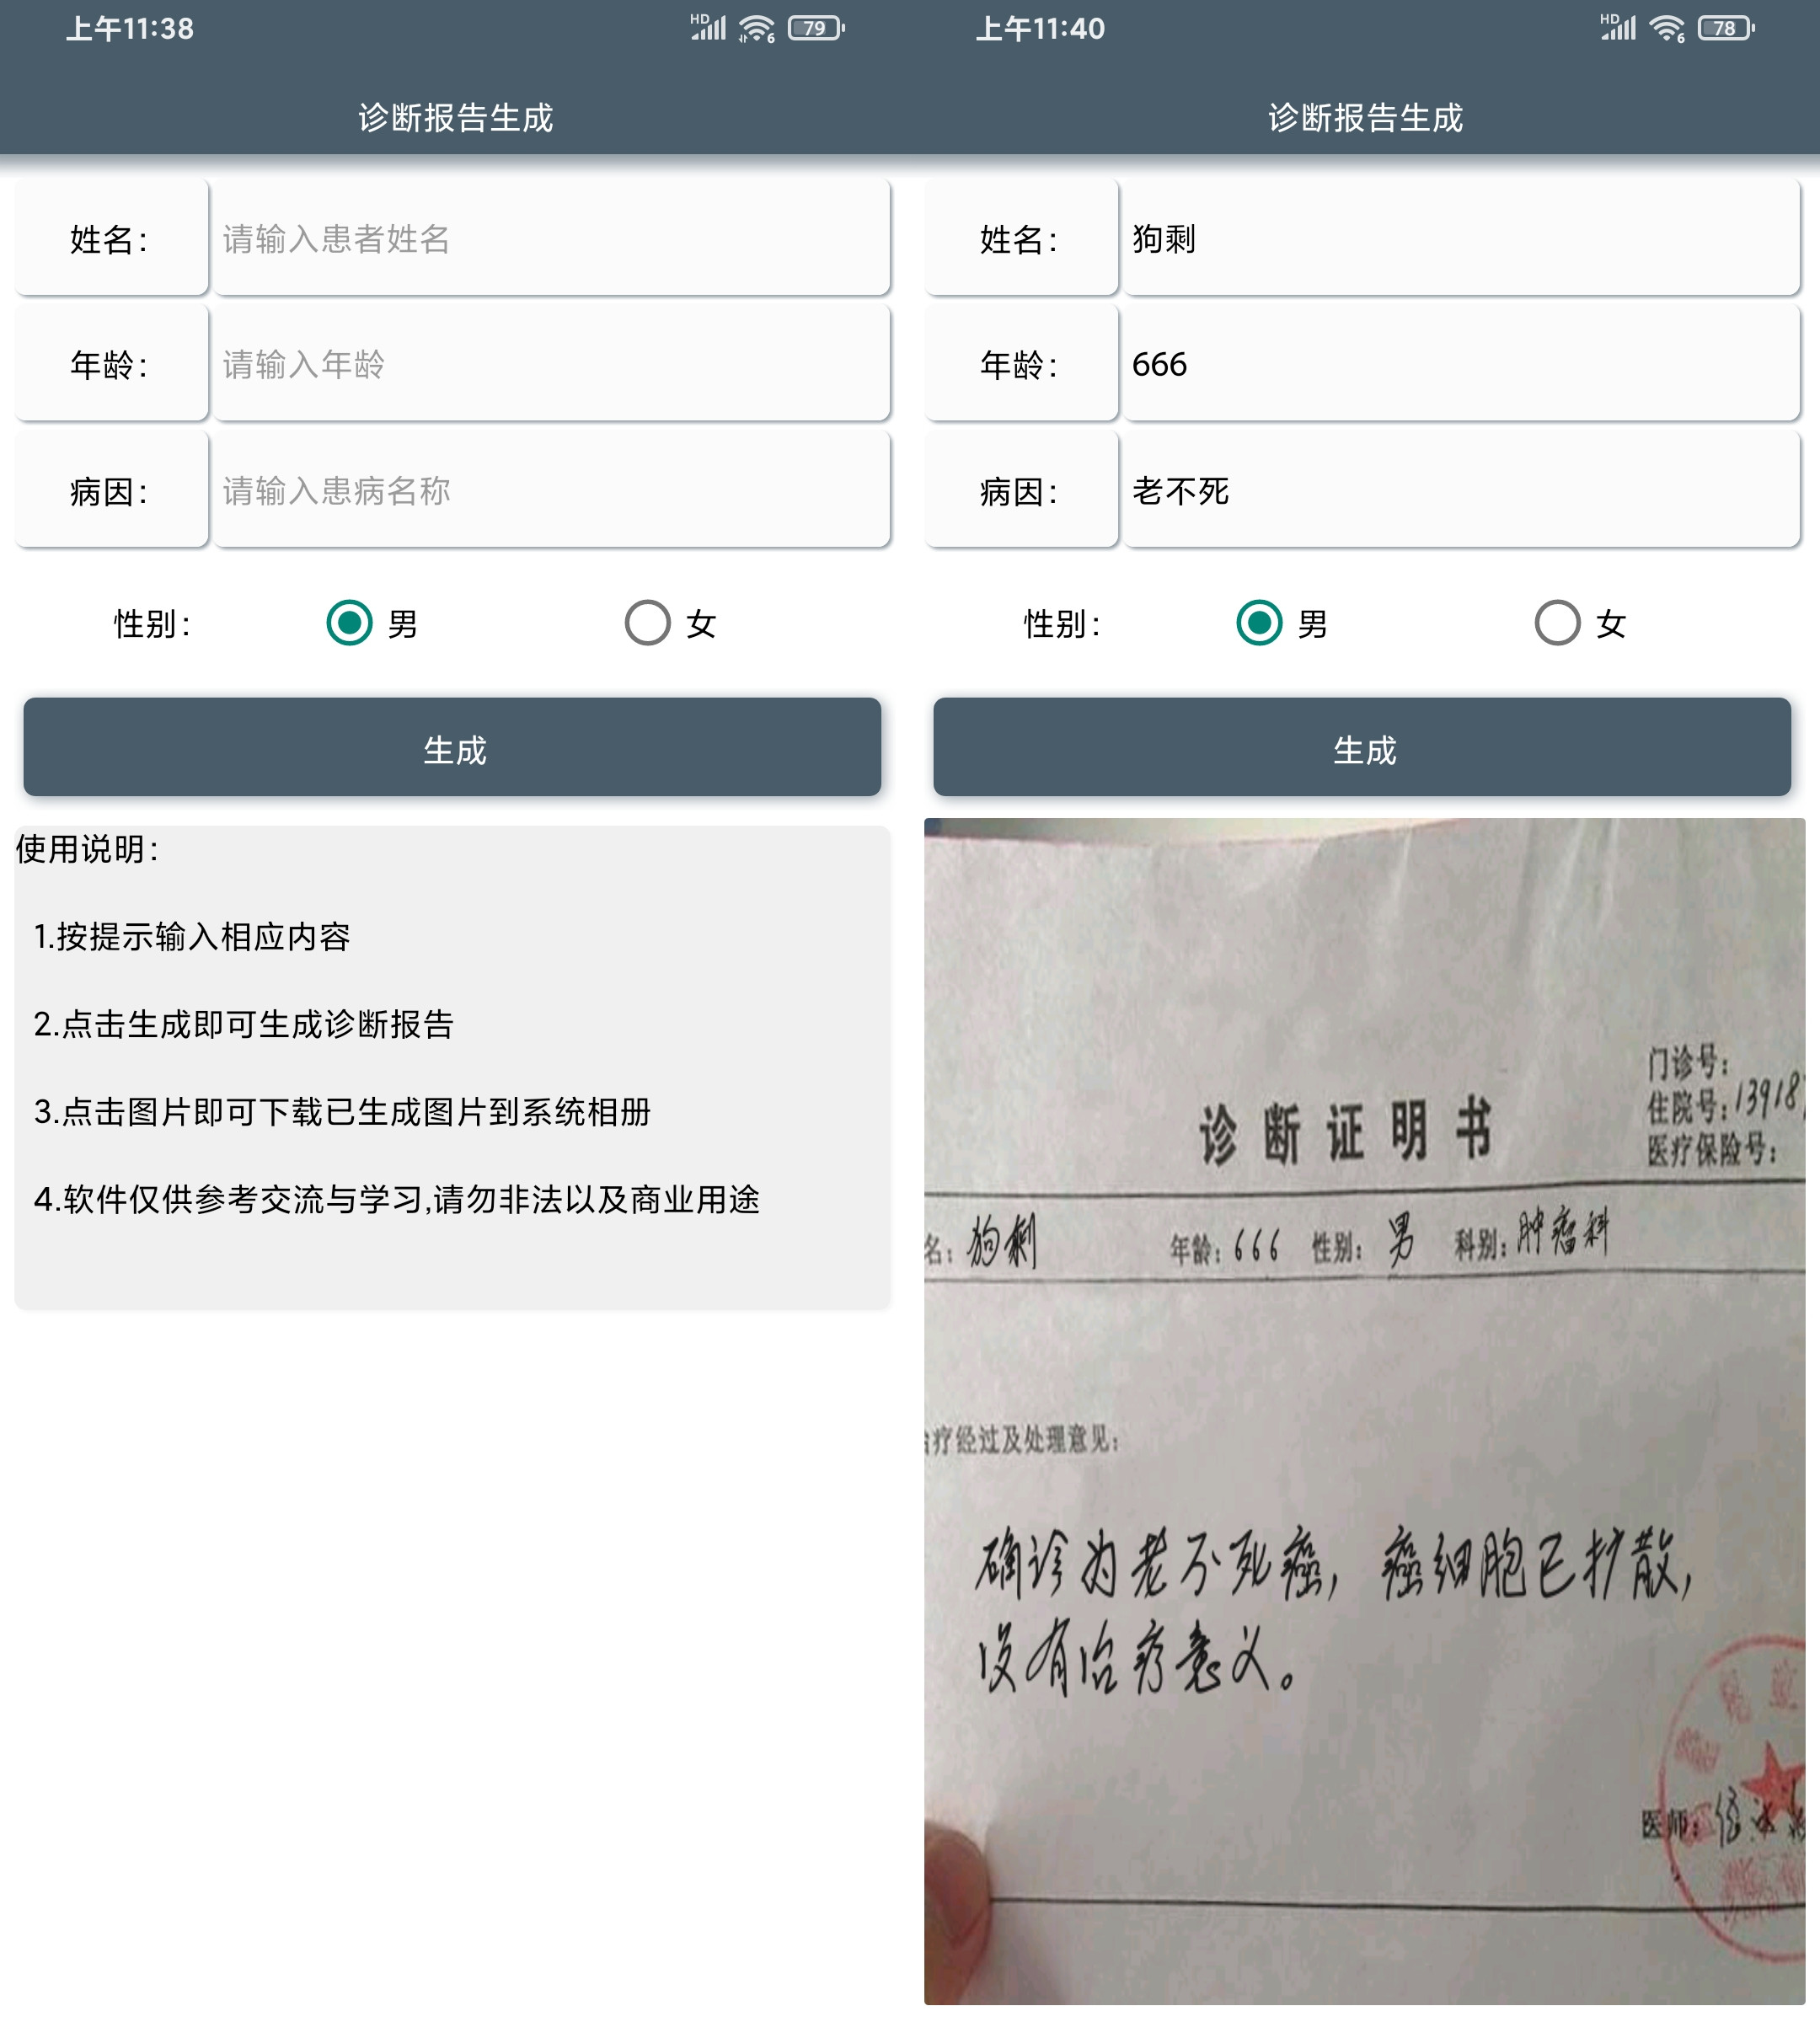 上午11:38
HD
6
79
诊断报告生成
姓名：
请输入患者姓名
年龄：
请输入年龄
病因：
请输入患病名称
性别：
男
女
生成
使用说明：
1.按提示输入相应内容
2.点击生成即可生成诊断报告
3.点击图片即可下载已生成图片到系统相册
4.软件仅供参考交流与学习,请勿非法以及商业用途
上午11:40
HD
6
78
诊断报告生成
姓名：
狗剩
年龄：
666
病因：
老不死
性别：
男
女
生成
门诊号：
住院号：13918
医疗保险号：
诊断证明书
名：狗剩 年龄：666 性别：男 科别：肿瘤科
疗经过及处理意见：
确诊为老不死癌，癌细胞已扩散，
没有治疗意义。
医师：